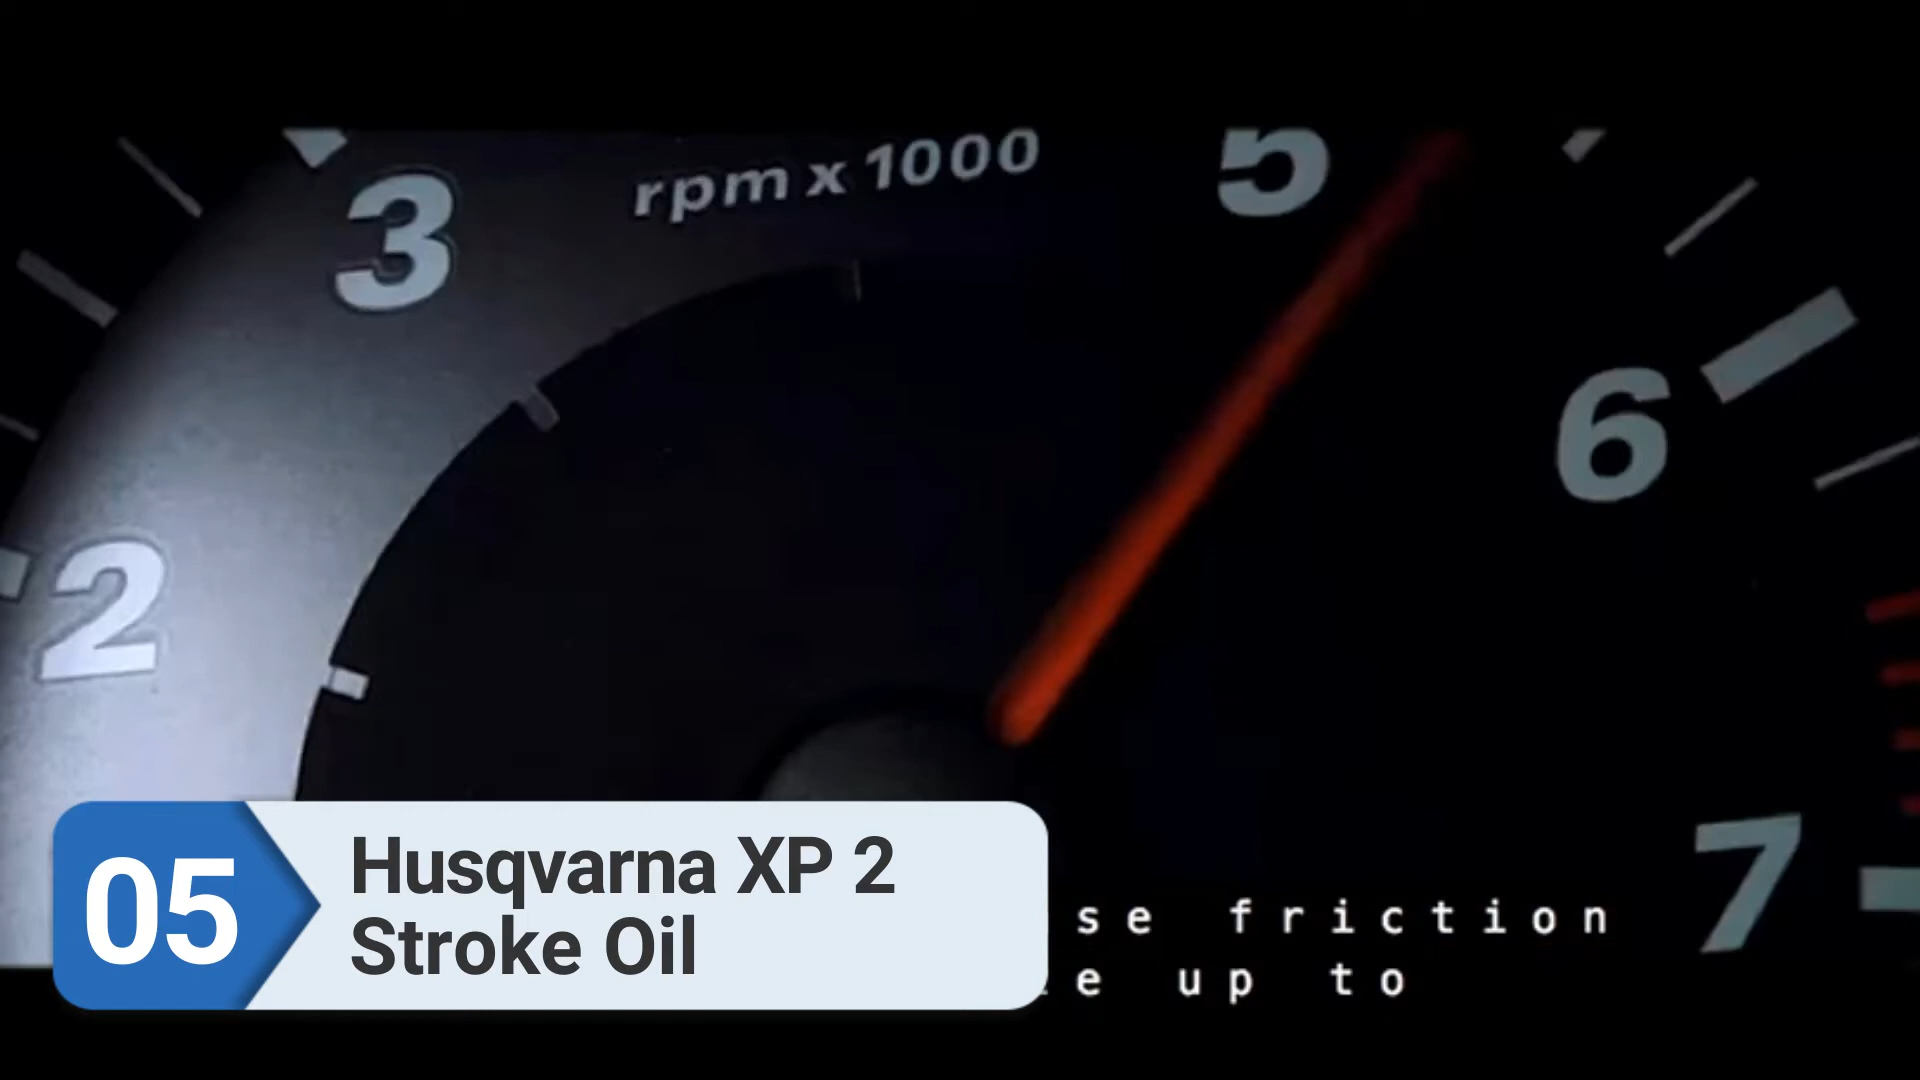 3
rpm x 1000
5
6
2
7
05
Husqvarna XP 2
Stroke Oil
se friction
e up to